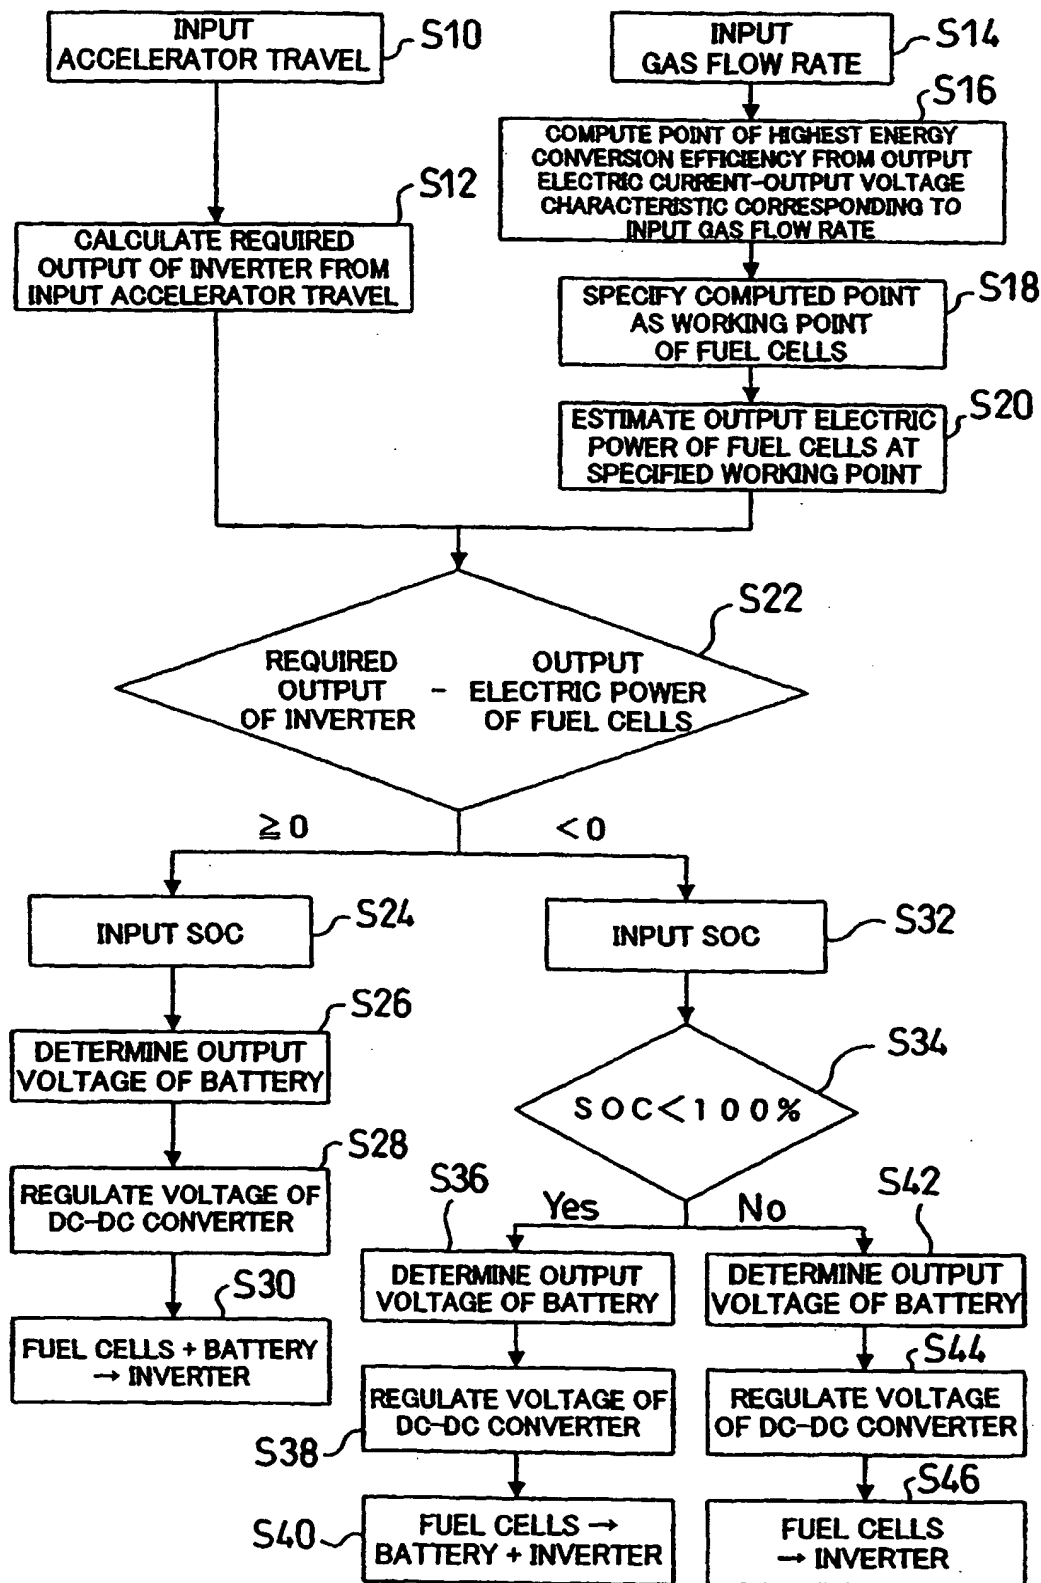 INPUT
ACCELERATOR TRAVEL
S10
INPUT
GAS FLOW RATE
S14
S16
COMPUTE POINT OF HIGHEST ENERGY
CONVERSION EFFICIENCY FROM OUTPUT
ELECTRIC CURRENT-OUTPUT VOLTAGE
CHARACTERISTIC CORRESPONDING TO
INPUT GAS FLOW RATE
S12
CALCULATE REQUIRED
OUTPUT OF INVERTER FROM
INPUT ACCELERATOR TRAVEL
SPECIFY COMPUTED POINT
AS WORKING POINT
OF FUEL CELLS
S18
ESTIMATE OUTPUT ELECTRIC
POWER OF FUEL CELLS AT
SPECIFIED WORKING POINT
S20
S22
REQUIRED
OUTPUT
OF INVERTER
-
OUTPUT
ELECTRIC POWER
OF FUEL CELLS
≧0
<0
INPUT SOC
S24
INPUT SOC
S32
S26
DETERMINE OUTPUT
VOLTAGE OF BATTERY
S34
SOC<100%
S28
REGULATE VOLTAGE OF
DC-DC CONVERTER
Yes
No
S36
DETERMINE OUTPUT
VOLTAGE OF BATTERY
S42
DETERMINE OUTPUT
VOLTAGE OF BATTERY
S30
FUEL CELLS + BATTERY
→ INVERTER
REGULATE VOLTAGE OF
DC-DC CONVERTER
S38
S44
REGULATE VOLTAGE
OF DC-DC CONVERTER
S40
FUEL CELLS →
BATTERY + INVERTER
S46
FUEL CELLS
→ INVERTER